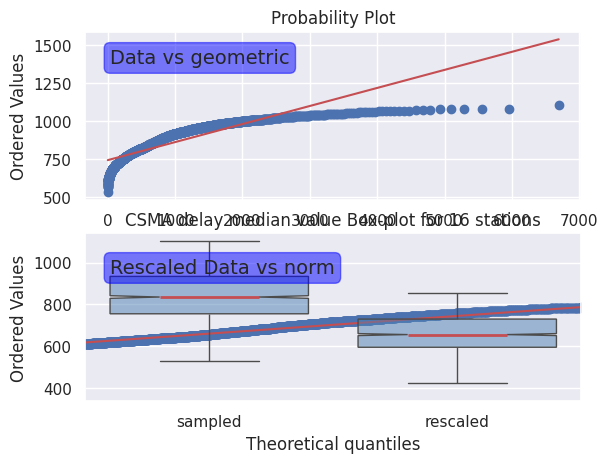 Probability Plot
Data vs geometric
Ordered Values
1500
1250
1000
750
500
0 1000 2000 3000 4000 5000 6000 7000
CSMA delay median value Box-plot for 16 stations
Rescaled Data vs norm
Ordered Values
1000
800
600
400
sampled rescaled
Theoretical quantiles